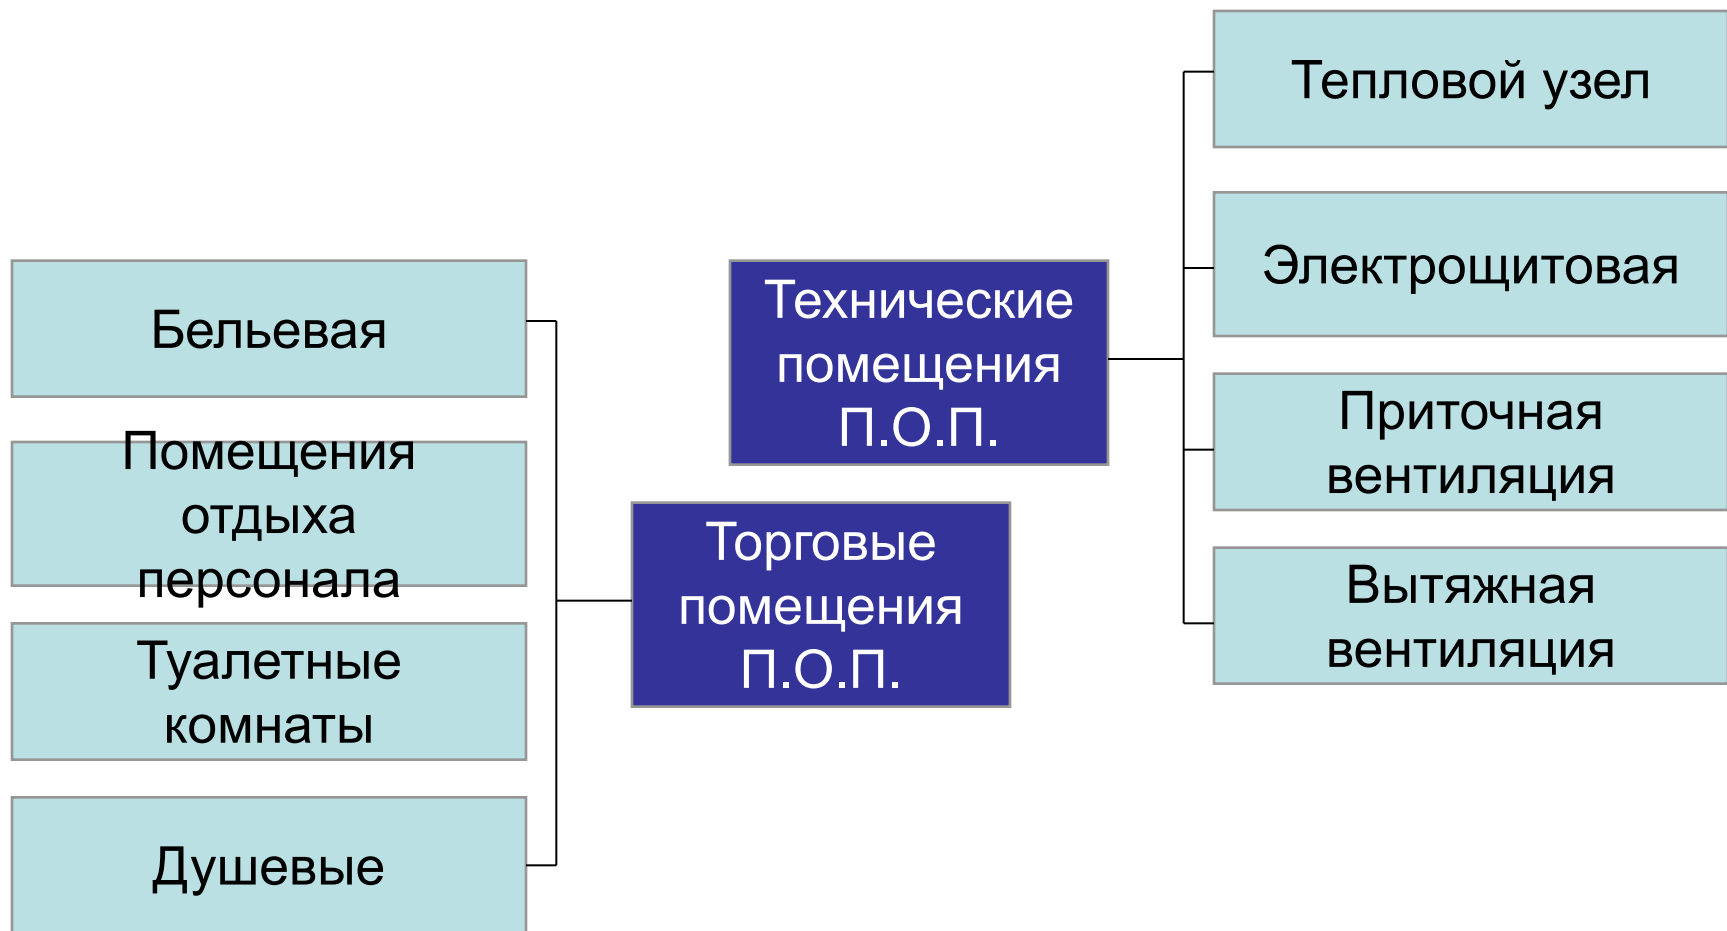 Тепловой узел
Электрощитовая
Приточная
вентиляция
Вытяжная
вентиляция
Технические
помещения
П.О.П.
Торговые
помещения
П.О.П.
Бельевая
Помещения
отдыха
персонала
Туалетные
комнаты
Душевые